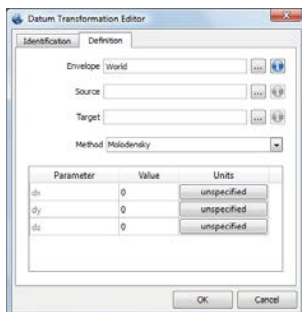 Datum Transformation Editor
Identification Definition
Envelope World ...
Source ...
Target ...
Method Molodensky
Parameter Value Units
dx 0 unspecified
dy 0 unspecified
dz 0 unspecified
OK Cancel